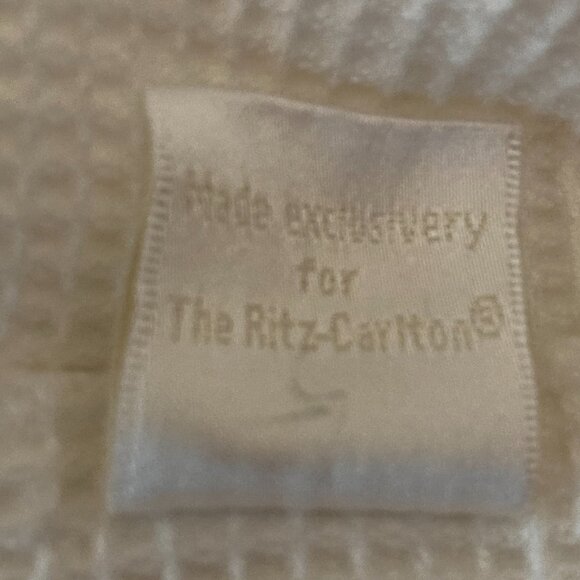 Made exclusively
for
The Ritz-Carlton®